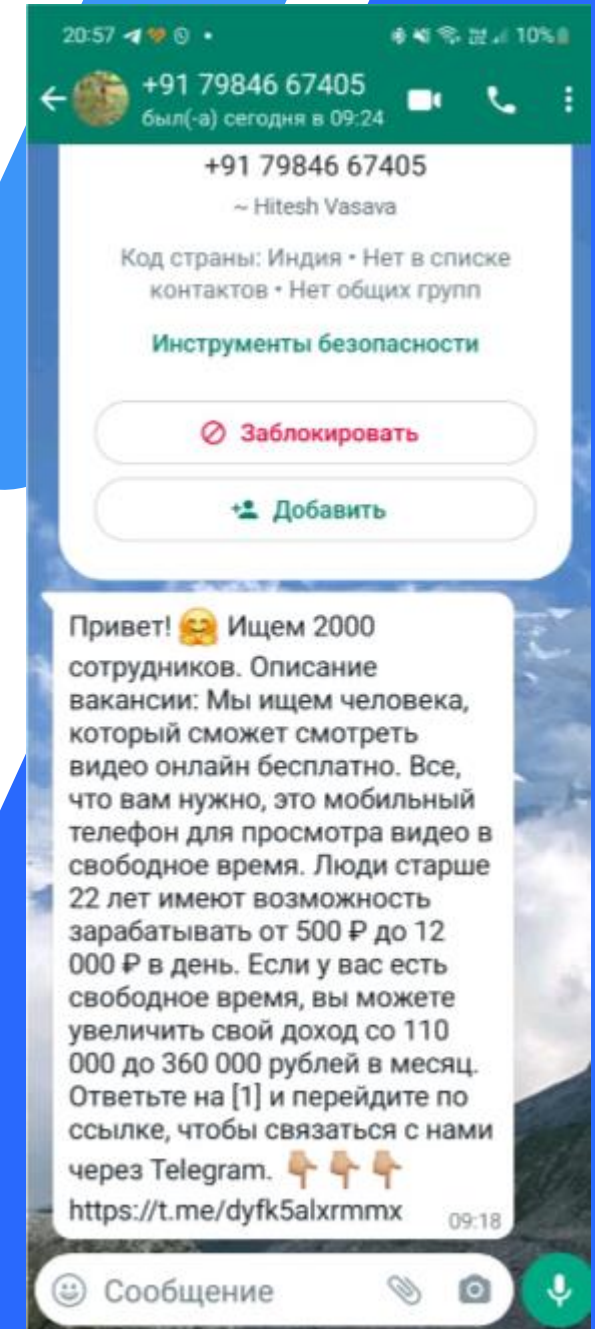 20:57
10%
+91 79846 67405
был(-а) сегодня в 09:24
+91 79846 67405
~ Hitesh Vasava
Код страны: Индия • Нет в списке
контактов • Нет общих групп
Инструменты безопасности
Заблокировать
Добавить
Привет! 🤗 Ищем 2000
сотрудников. Описание
вакансии: Мы ищем человека,
который сможет смотреть
видео онлайн бесплатно. Все,
что вам нужно, это мобильный
телефон для просмотра видео в
свободное время. Люди старше
22 лет имеют возможность
зарабатывать от 500 ₽ до 12
000 ₽ в день. Если у вас есть
свободное время, вы можете
увеличить свой доход со 110
000 до 360 000 рублей в месяц.
Ответьте на [1] и перейдите по
ссылке, чтобы связаться с нами
через Telegram. 👇🏼👇🏼👇🏼
https://t.me/dyfk5alxrmmx
09:18
Сообщение